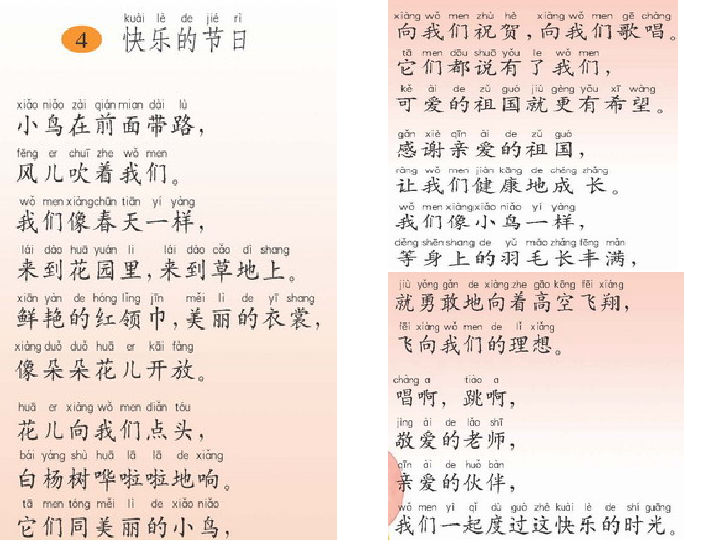 kuài lè de jié rì
4 快乐的节日
xiǎo niǎo zài qián mian dài lù
小鸟在前面带路，
fēng er chuī zhe wǒ men
风儿吹着我们。
wǒ men xiàng chūn tiān yí yàng
我们像春天一样，
lái dào huā yuán li lái dào cǎo dì shang
来到花园里，来到草地上。
xiān yàn de hóng lǐng jīn měi lì de yī shang
鲜艳的红领巾，美丽的衣裳，
xiàng duǒ duǒ huā er kāi fàng
像朵朵花儿开放。
huā er xiàng wǒ men diǎn tóu
花儿向我们点头，
bái yáng shù huā lā lā de xiǎng
白杨树哗啦啦地响。
tā men tóng měi lì de xiǎo niǎo
它们同美丽的小鸟，
xiàng wǒ men zhù hè xiàng wǒ men gē chàng
向我们祝贺，向我们歌唱。
tā men dōu shuō yǒu le wǒ men
它们都说有了我们，
kě ài de zǔ guó jiù gèng yǒu xī wàng
可爱的祖国就更有希望。
gǎn xiè qīn ài de zǔ guó
感谢亲爱的祖国，
ràng wǒ men jiàn kāng de chéng zhǎng
让我们健康地成长。
wǒ men xiàng xiǎo niǎo yí yàng
我们像小鸟一样，
děng shēn shang de yǔ máo zhǎng fēng mǎn
等身上的羽毛长丰满，
jiù yǒng gǎn de xiàng zhe gāo kōng fēi xiáng
就勇敢地向着高空飞翔，
fēi xiàng wǒ men de lǐ xiǎng
飞向我们的理想。
chàng a tiào a
唱啊，跳啊，
jìng ài de lǎo shī
敬爱的老师，
qīn ài de huǒ bàn
亲爱的伙伴，
wǒ men yì qǐ dù guò zhè kuài lè de shí guāng
我们一起度过这快乐的时光。